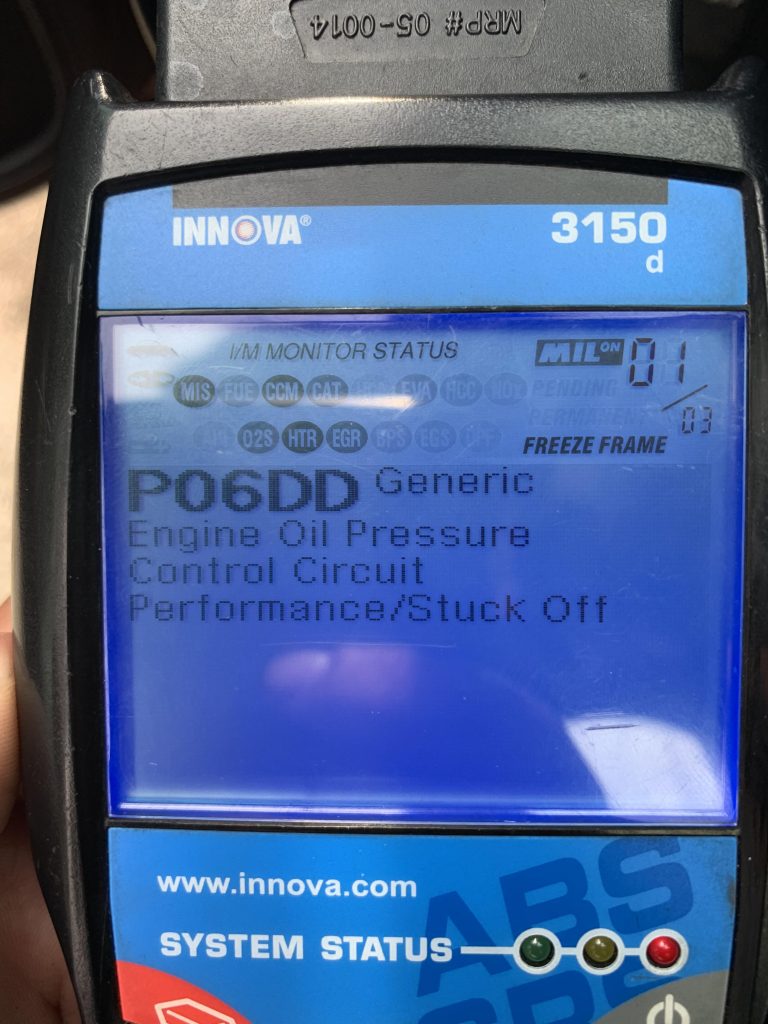 MRP# 05-0014
INNOVA®
3150
d
I/M MONITOR STATUS
MIL ON 01
MIS FUE CCM CAT EVA HCC
PENDING
PERMANENT
/ 03
O2S HTR EGR EGS
FREEZE FRAME
P06DD Generic
Engine Oil Pressure
Control Circuit
Performance/Stuck Off
www.innova.com
ABS
SYSTEM STATUS